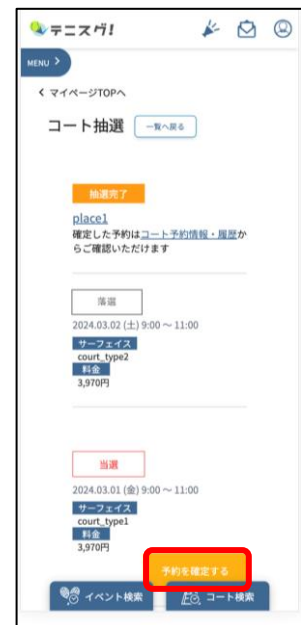 テニスグ!
MENU >
< マイページTOPへ
コート抽選 一覧へ戻る
抽選完了
place1
確定した予約はコート予約情報・履歴か
らご確認いただけます
落選
2024.03.02 (土) 9:00 ~ 11:00
サーフェイス
court_type2
料金
3,970円
当選
2024.03.01 (金) 9:00 ~ 11:00
サーフェイス
court_type1
料金
3,970円
予約を確定する
イベント検索 コート検索